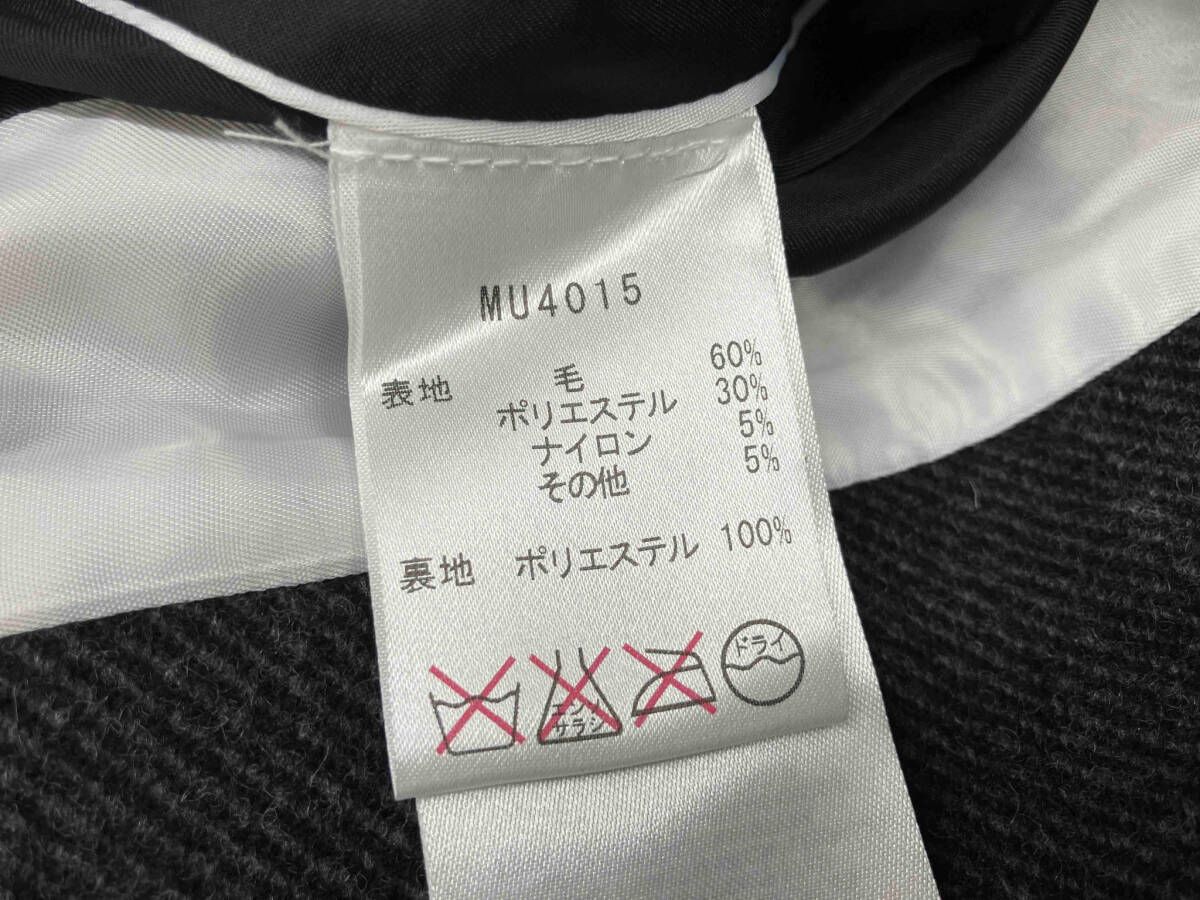 MU4015
表地 毛 60%
ポリエステル 30%
ナイロン 5%
その他 5%
裏地 ポリエステル 100%
エンソ サラシ ドライ